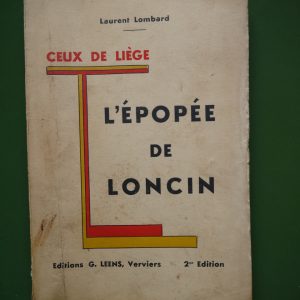 Laurent Lombard
CEUX DE LIÈGE
L'ÉPOPÉE
DE
LONCIN
Editions G. LEENS, Verviers 2me Edition